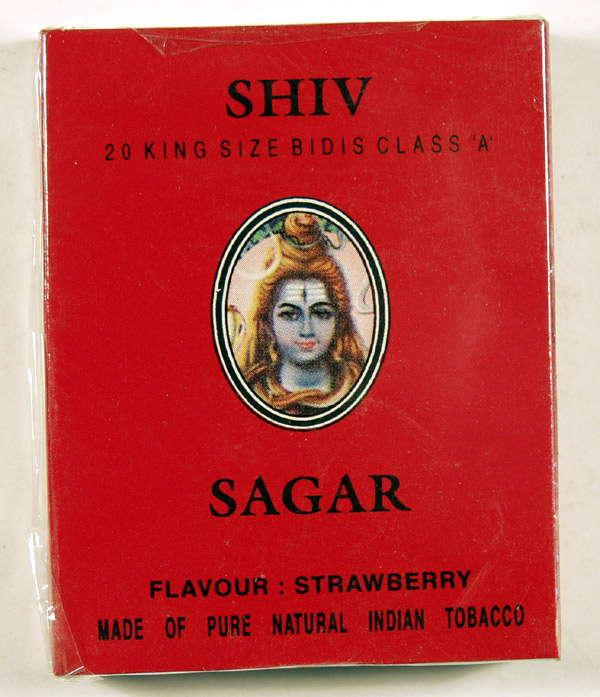 SHIV
20 KING SIZE BIDIS CLASS 'A'
SAGAR
FLAVOUR : STRAWBERRY
MADE OF PURE NATURAL INDIAN TOBACCO